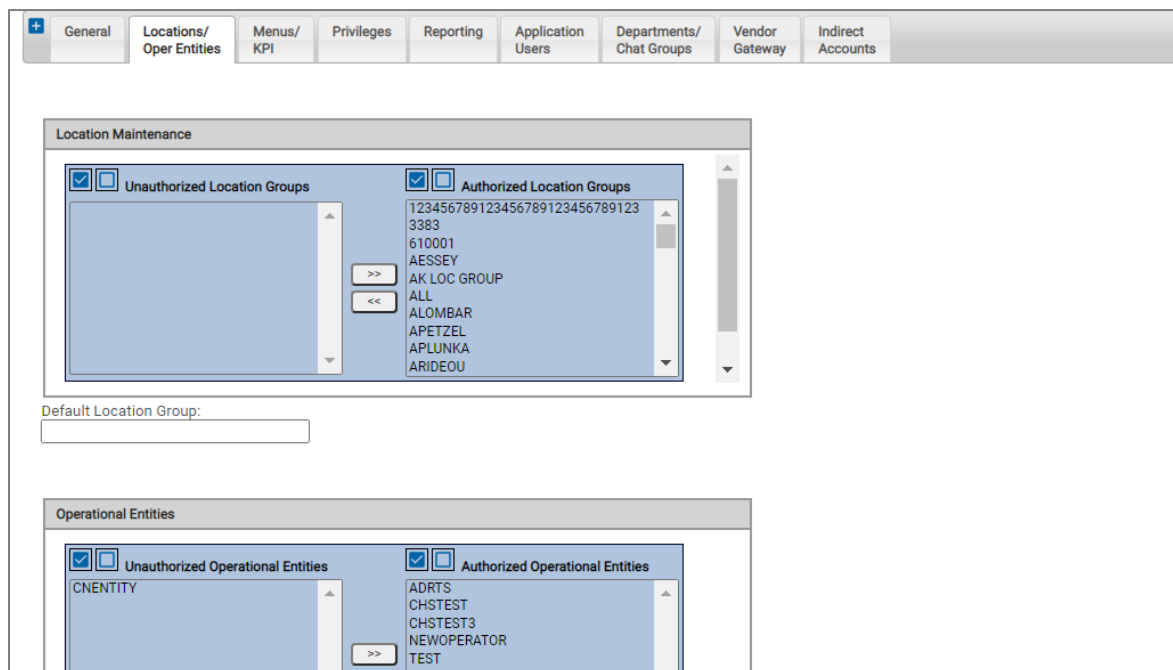 General
Locations/
Oper Entities
Menus/
KPI
Privileges
Reporting
Application
Users
Departments/
Chat Groups
Vendor
Gateway
Indirect
Accounts
Location Maintenance
Unauthorized Location Groups
Authorized Location Groups
123456789123456789123456789123
3383
610001
AESSEY
AK LOC GROUP
ALL
ALOMBAR
APETZEL
APLUNKA
ARIDEOU
>>
<<
Default Location Group:
Operational Entities
Unauthorized Operational Entities
Authorized Operational Entities
CNENTITY
ADRTS
CHSTEST
CHSTEST3
NEWOPERATOR
TEST
>>